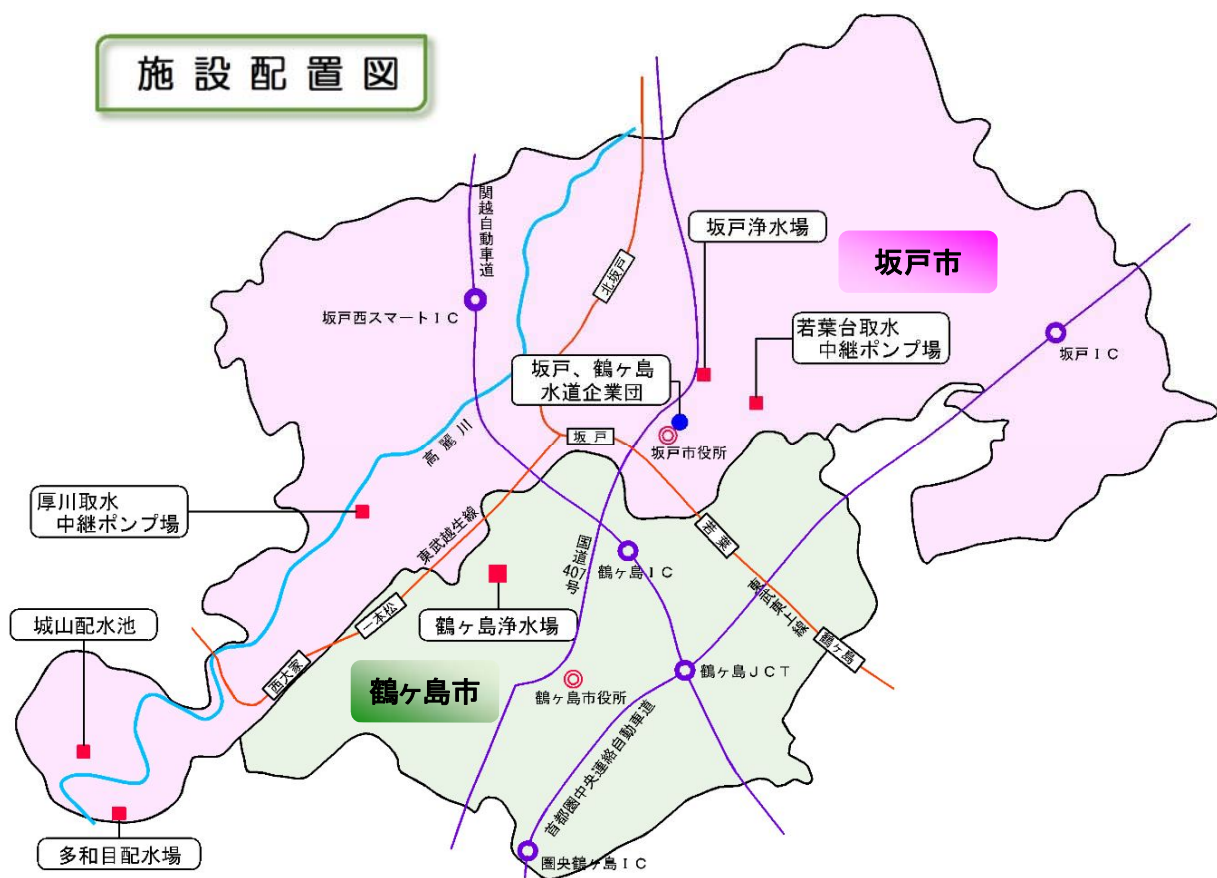 施設配置図
関越自動車道
坂戸浄水場
坂戸市
北坂戸
坂戸西スマートIC
若葉台取水
中継ポンプ場
坂戸IC
坂戸、鶴ヶ島
水道企業団
高麗川
坂戸
坂戸市役所
厚川取水
中継ポンプ場
東武越生線
国道407号
若葉
鶴ヶ島IC
城山配水池
一本松
鶴ヶ島浄水場
東武東上線
鶴ヶ島
西大家
鶴ヶ島市
鶴ヶ島市役所
鶴ヶ島JCT
首都圏中央連絡自動車道
多和目配水場
圏央鶴ヶ島IC